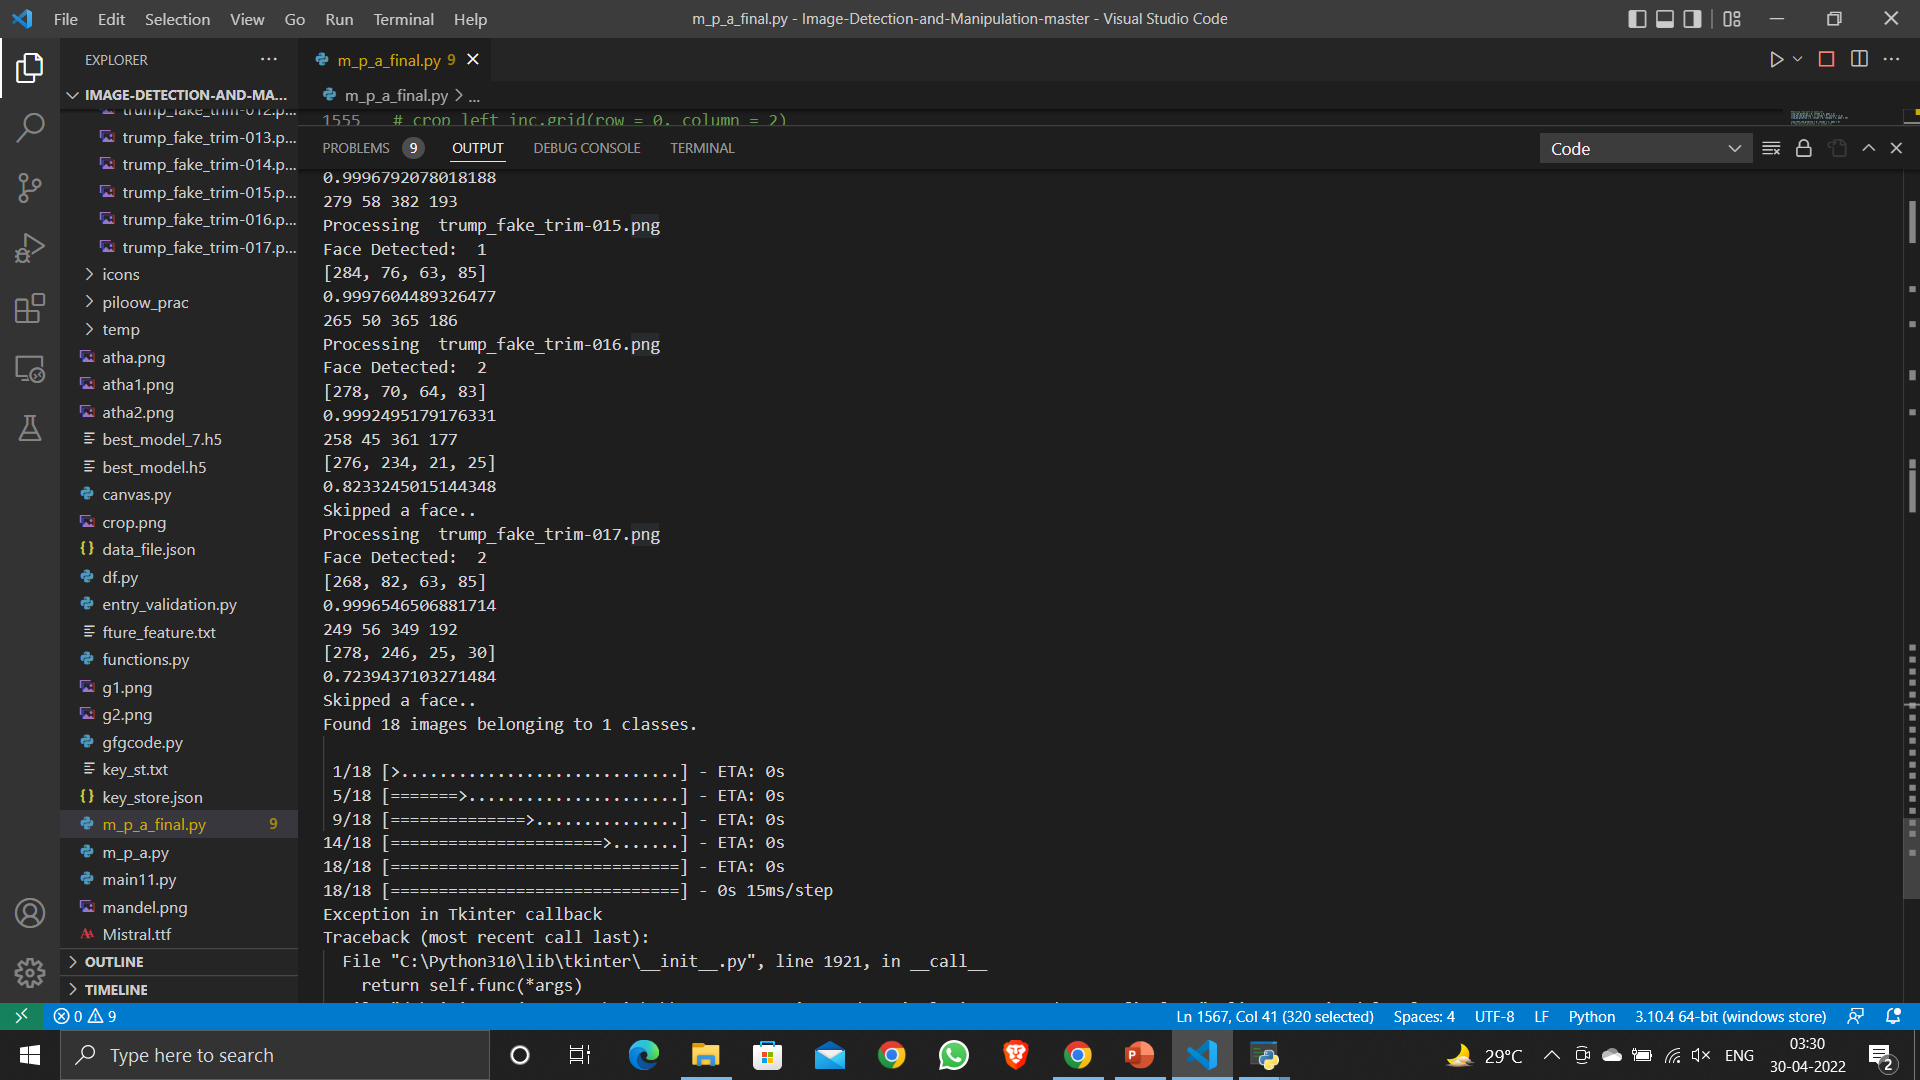 File Edit Selection View Go Run Terminal Help
m_p_a_final.py - Image-Detection-and-Manipulation-master - Visual Studio Code
EXPLORER
IMAGE-DETECTION-AND-MA...
trump_fake_trim-012.p...
trump_fake_trim-013.p...
trump_fake_trim-014.p...
trump_fake_trim-015.p...
trump_fake_trim-016.p...
trump_fake_trim-017.p...
icons
piloow_prac
temp
atha.png
atha1.png
atha2.png
best_model_7.h5
best_model.h5
canvas.py
crop.png
data_file.json
df.py
entry_validation.py
fture_feature.txt
functions.py
g1.png
g2.png
gfgcode.py
key_st.txt
key_store.json
m_p_a_final.py 9
m_p_a.py
main11.py
mandel.png
Mistral.ttf
OUTLINE
TIMELINE
m_p_a_final.py 9
m_p_a_final.py > ...
1555 # crop_left_inc.grid(row = 0, column = 2)
PROBLEMS 9 OUTPUT DEBUG CONSOLE TERMINAL
Code
0.9996792078018188
279 58 382 193
Processing  trump_fake_trim-015.png
Face Detected:  1
[284, 76, 63, 85]
0.9997604489326477
265 50 365 186
Processing  trump_fake_trim-016.png
Face Detected:  2
[278, 70, 64, 83]
0.9992495179176331
258 45 361 177
[276, 234, 21, 25]
0.8233245015144348
Skipped a face..
Processing  trump_fake_trim-017.png
Face Detected:  2
[268, 82, 63, 85]
0.9996546506881714
249 56 349 192
[278, 246, 25, 30]
0.7239437103271484
Skipped a face..
Found 18 images belonging to 1 classes.
1/18 [>.............................] - ETA: 0s
5/18 [=======>......................] - ETA: 0s
9/18 [==============>...............] - ETA: 0s
14/18 [======================>.......] - ETA: 0s
18/18 [==============================] - ETA: 0s
18/18 [==============================] - 0s 15ms/step
Exception in Tkinter callback
Traceback (most recent call last):
File "C:\Python310\lib\tkinter\__init__.py", line 1921, in __call__
return self.func(*args)
0 9
Ln 1567, Col 41 (320 selected) Spaces: 4 UTF-8 LF Python 3.10.4 64-bit (windows store)
Type here to search
29°C
ENG
03:30
30-04-2022
2